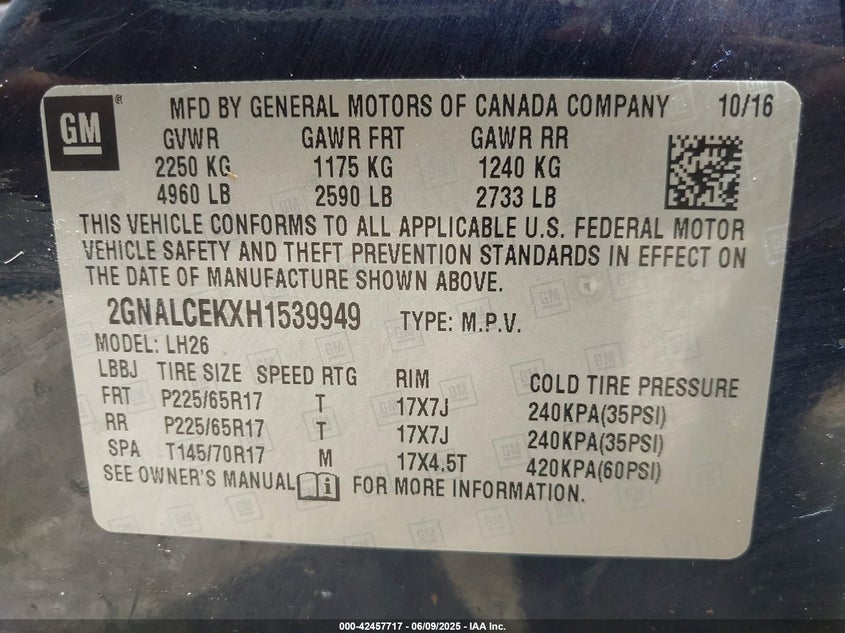 GM ® MFD BY GENERAL MOTORS OF CANADA COMPANY 10/16
GVWR GAWR FRT GAWR RR
2250 KG 1175 KG 1240 KG
4960 LB 2590 LB 2733 LB
THIS VEHICLE CONFORMS TO ALL APPLICABLE U.S. FEDERAL MOTOR
VEHICLE SAFETY AND THEFT PREVENTION STANDARDS IN EFFECT ON
THE DATE OF MANUFACTURE SHOWN ABOVE.
2GNALCEKXH1539949 TYPE: M.P.V.
MODEL: LH26
LBBJ TIRE SIZE SPEED RTG RIM COLD TIRE PRESSURE
FRT P225/65R17 T 17X7J 240KPA(35PSI)
RR P225/65R17 T 17X7J 240KPA(35PSI)
SPA T145/70R17 M 17X4.5T 420KPA(60PSI)
SEE OWNER'S MANUAL i FOR MORE INFORMATION.
000-42457717 - 06/09/2025 - IAA Inc.